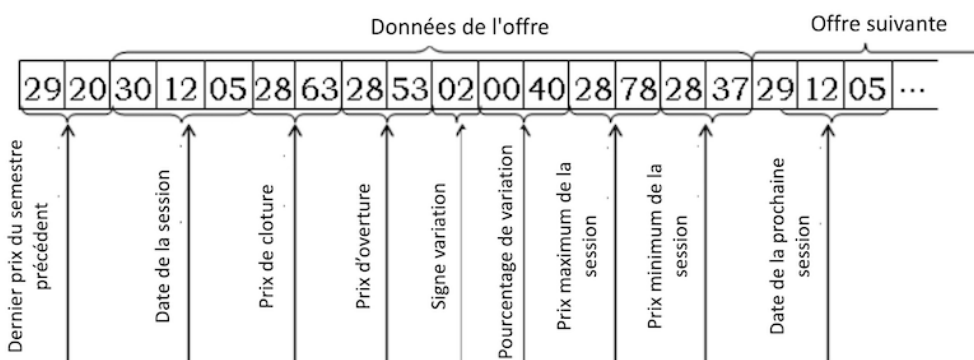 Données de l'offre
Offre suivante
29 20 30 12 05 28 63 28 53 02 00 40 28 78 28 37 29 12 05 ...
Dernier prix du semestre
précédent
Date de la session
Prix de cloture
Prix d’overture
Signe variation
Pourcentage de variation
Prix maximum de la
session
Prix minimum de la
session
Date de la prochaine
session